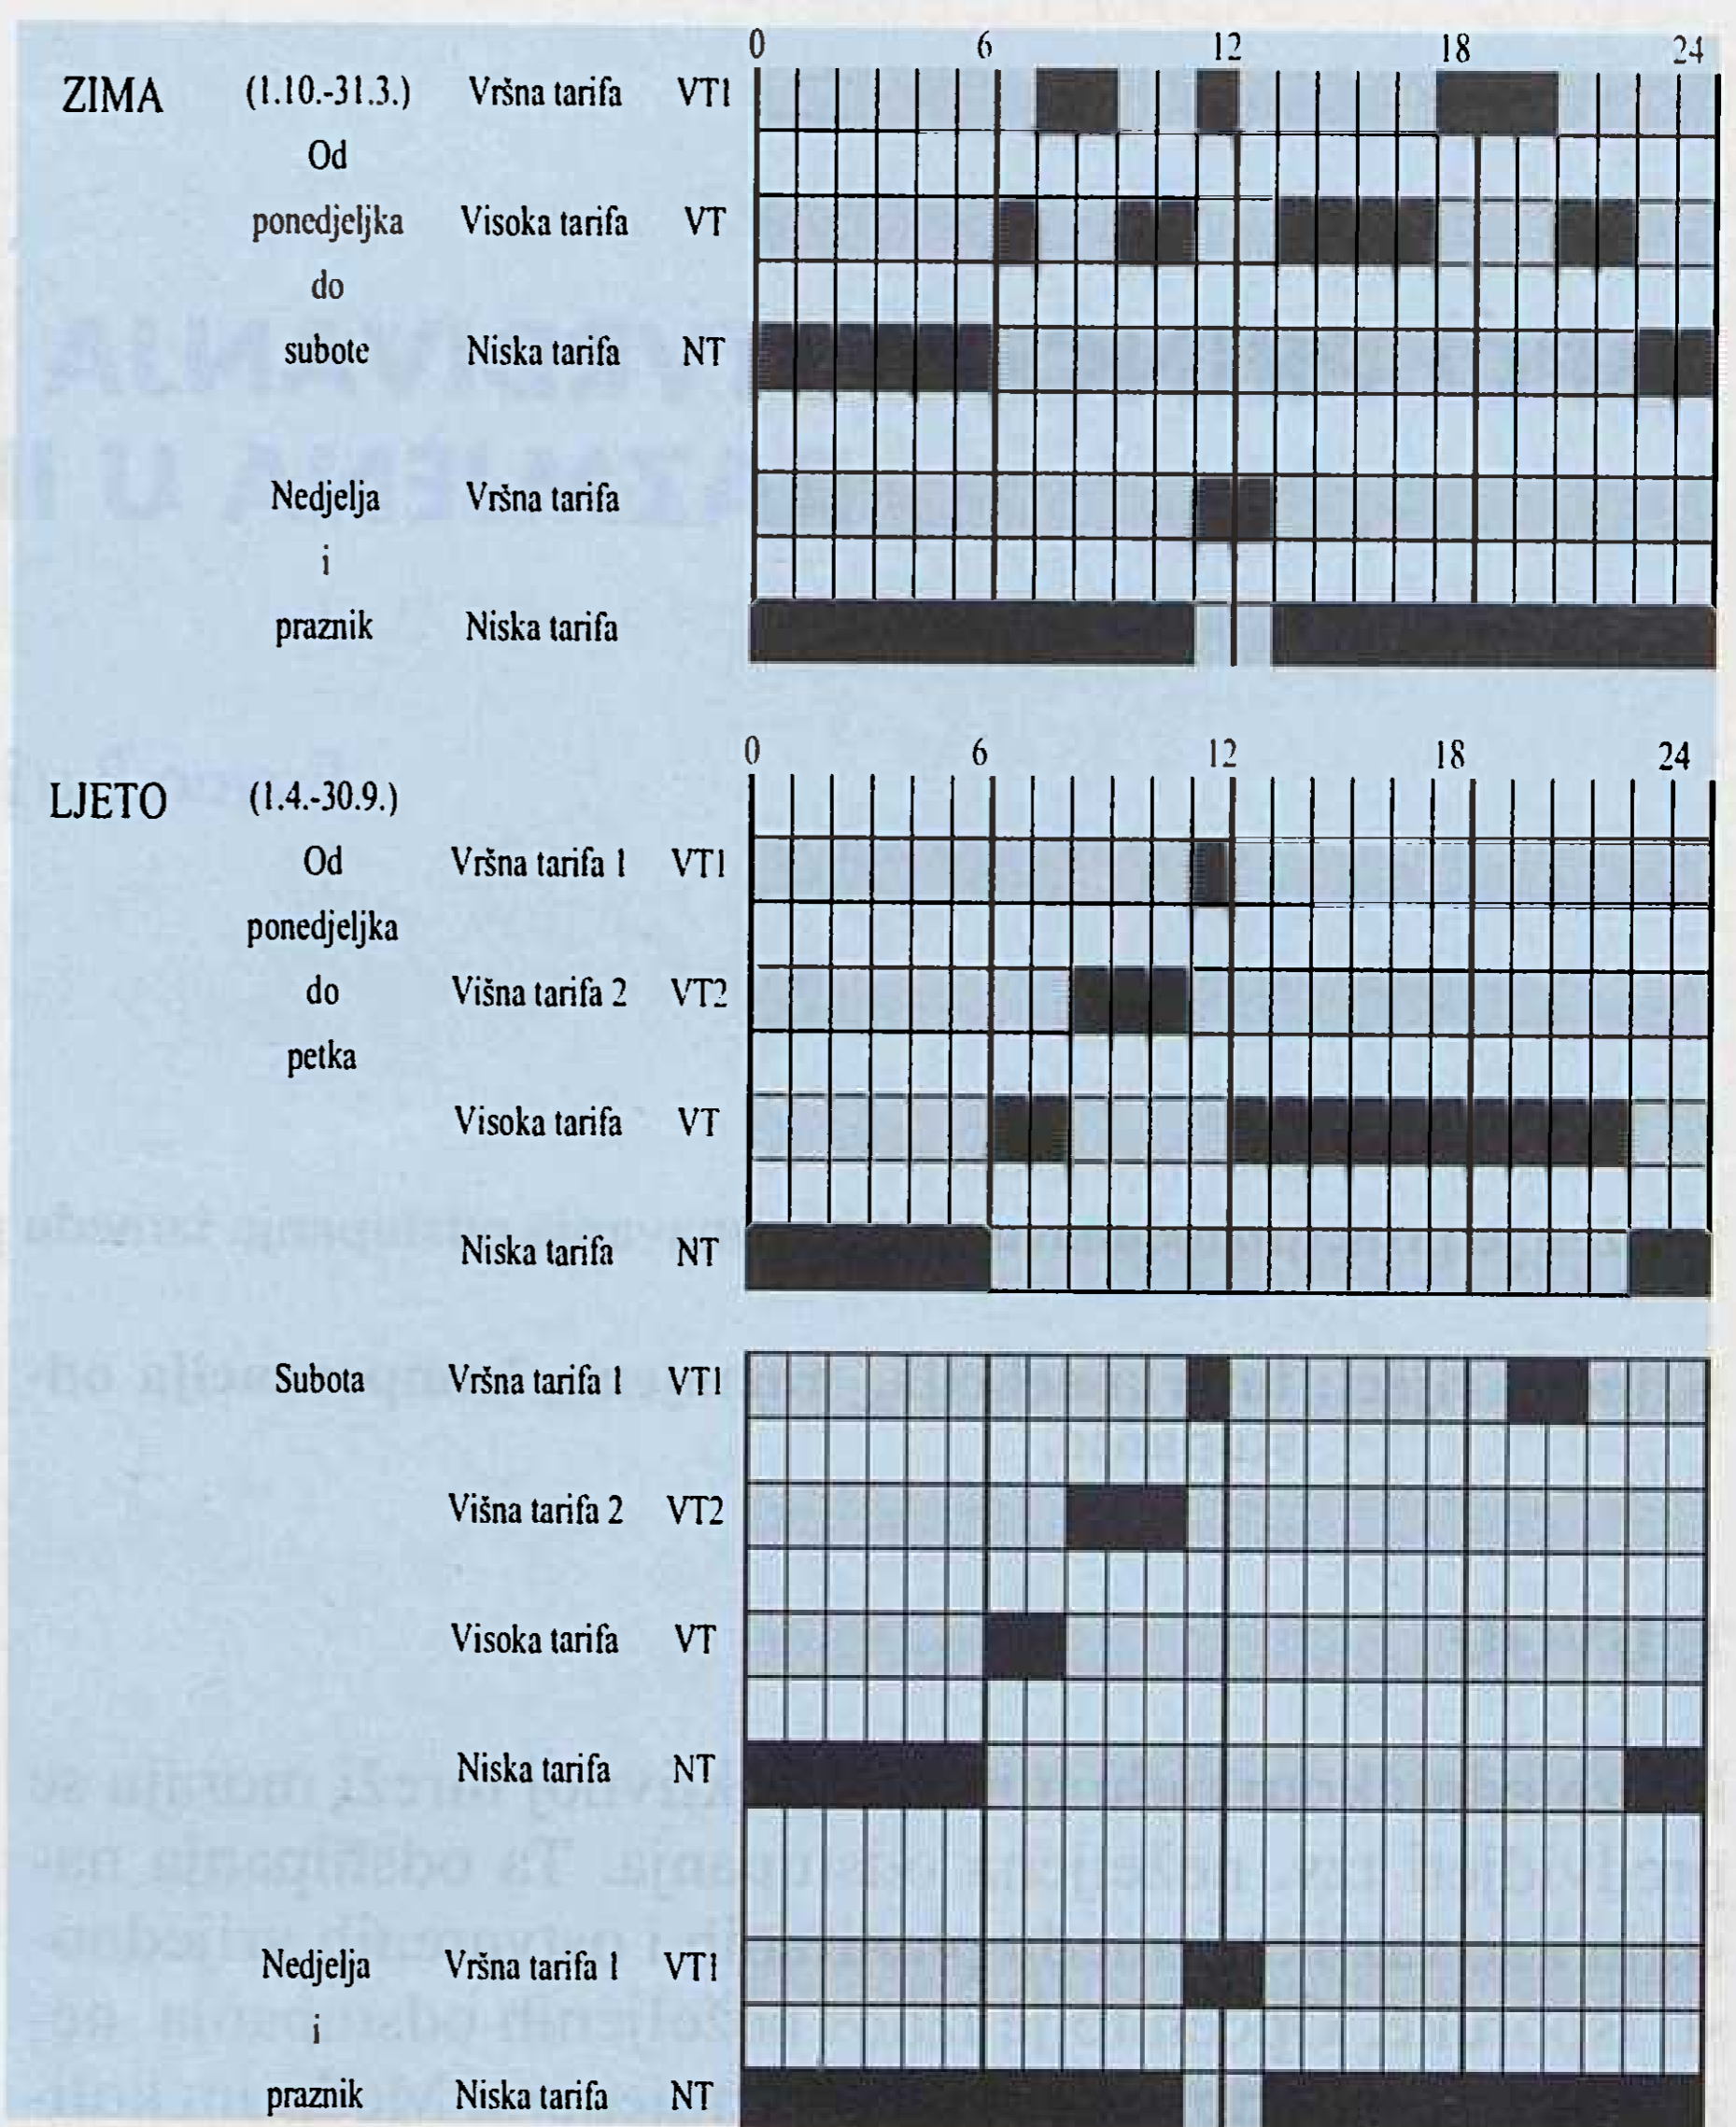 0 6 12 18 24
ZIMA (1.10.-31.3.) Vršna tarifa VT1
Od
ponedjeljka Visoka tarifa VT
do
subote Niska tarifa NT
Nedjelja Vršna tarifa
i
praznik Niska tarifa
0 6 12 18 24
LJETO (1.4.-30.9.)
Od Vršna tarifa 1 VT1
ponedjeljka
do Višna tarifa 2 VT2
petka
Visoka tarifa VT
Niska tarifa NT
Subota Vršna tarifa 1 VT1
Višna tarifa 2 VT2
Visoka tarifa VT
Niska tarifa NT
Nedjelja Vršna tarifa 1 VT1
i
praznik Niska tarifa NT